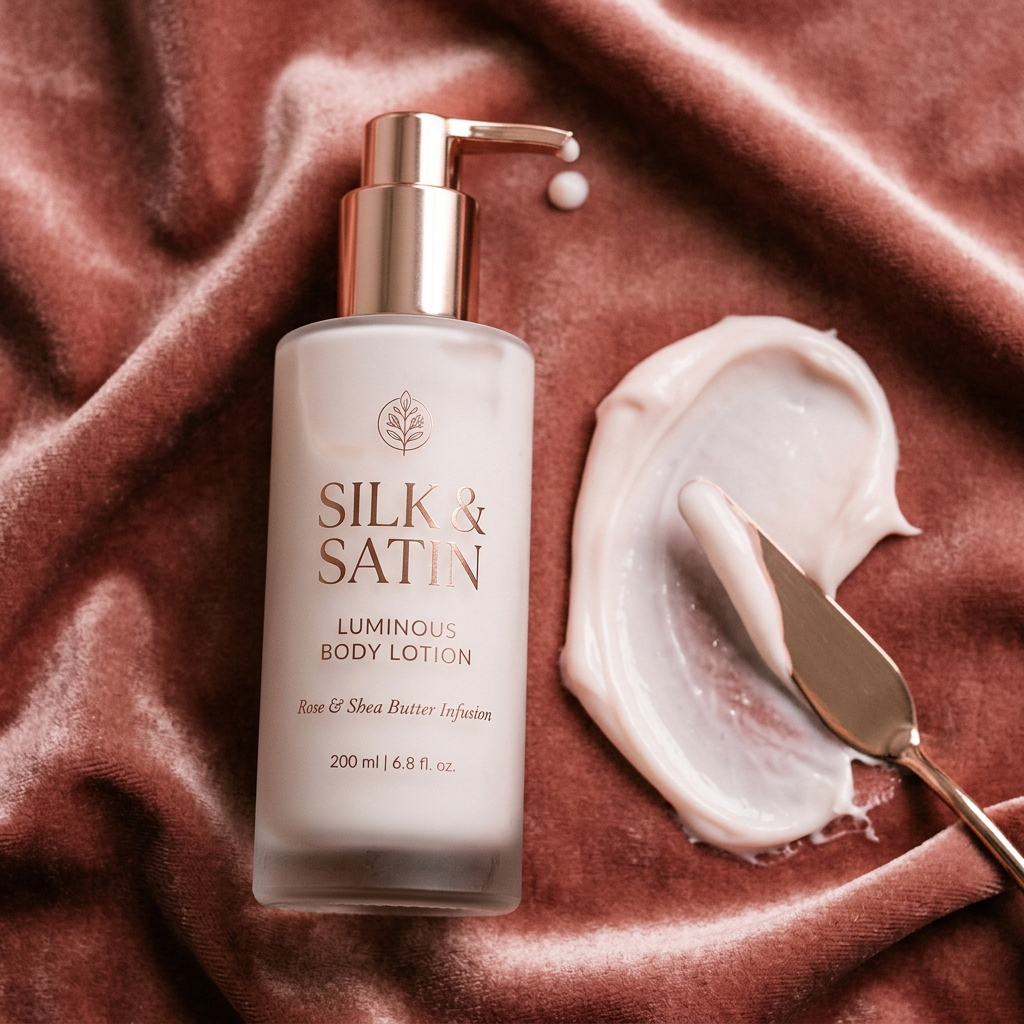 SILK &
SATIN
LUMINOUS
BODY LOTION
Rose & Shea Butter Infusion
200 ml | 6.8 fl. oz.